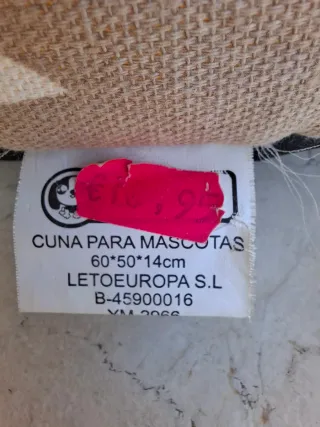 CUNA PARA MASCOTAS
60*50*14cm
LETOEUROPA S.L
B-45900016